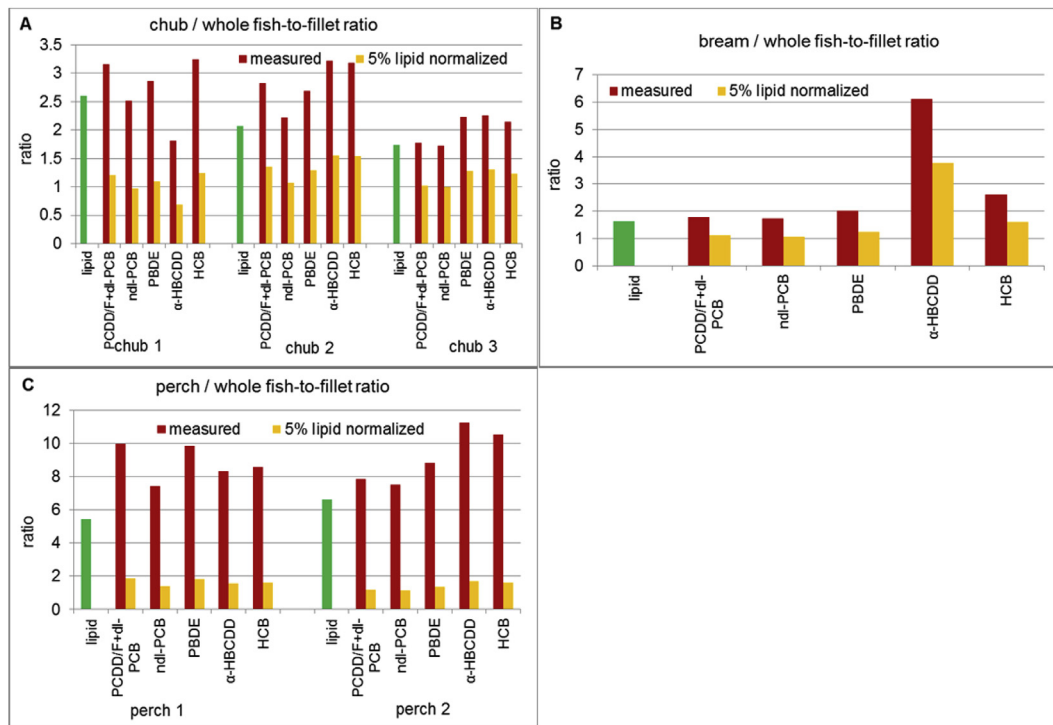 A
chub / whole fish-to-fillet ratio
measured
5% lipid normalized
ratio
3.5
3
2.5
2
1.5
1
0.5
0
lipid
PCDD/F+dl-PCB
ndl-PCB
PBDE
α-HBCDD
HCB
lipid
PCDD/F+dl-PCB
ndl-PCB
PBDE
α-HBCDD
HCB
lipid
PCDD/F+dl-PCB
ndl-PCB
PBDE
α-HBCDD
HCB
chub 1
chub 2
chub 3
B
bream / whole fish-to-fillet ratio
measured
5% lipid normalized
ratio
7
6
5
4
3
2
1
0
lipid
PCDD/F+dl-
PCB
ndl-PCB
PBDE
α-HBCDD
HCB
C
perch / whole fish-to-fillet ratio
measured
5% lipid normalized
ratio
12
10
8
6
4
2
0
lipid
PCDD/F+dl-
PCB
ndl-PCB
PBDE
α-HBCDD
HCB
lipid
PCDD/F+dl-
PCB
ndl-PCB
PBDE
α-HBCDD
HCB
perch 1
perch 2